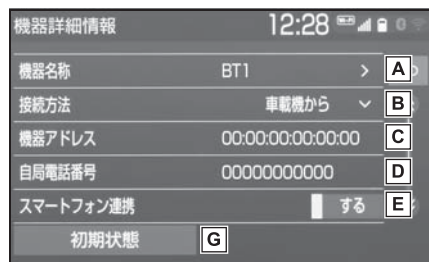 機器詳細情報 12:28 0
機器名称 BT1 > A
接続方法 車載機から B
機器アドレス 00:00:00:00:00:00 C
自局電話番号 00000000000 D
スマートフォン連携 する E
初期状態 G